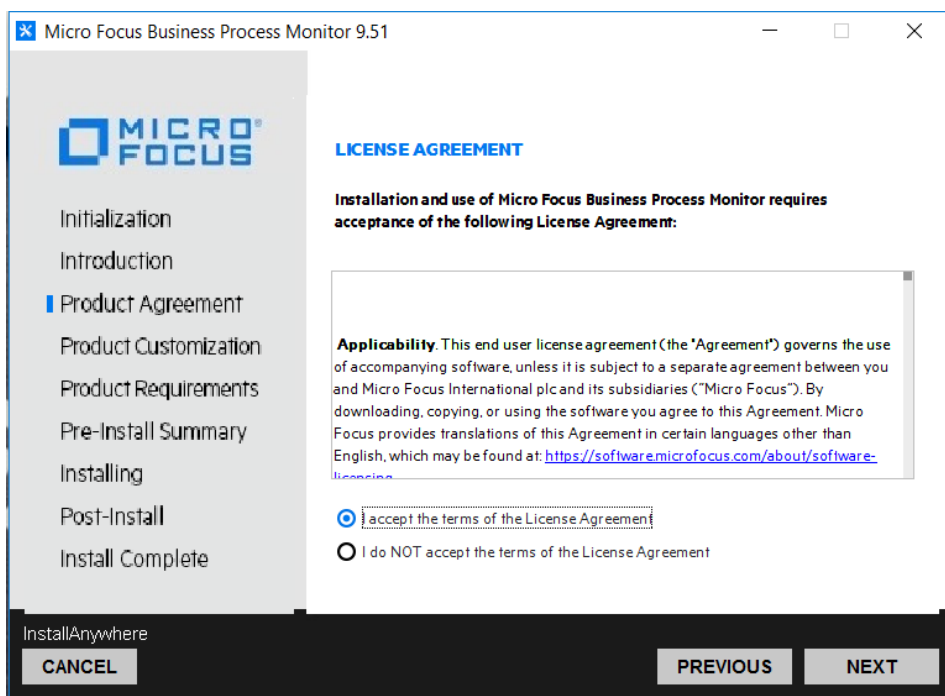 Micro Focus Business Process Monitor 9.51
MICRO
FOCUS
Initialization
Introduction
Product Agreement
Product Customization
Product Requirements
Pre-Install Summary
Installing
Post-Install
Install Complete
LICENSE AGREEMENT
Installation and use of Micro Focus Business Process Monitor requires
acceptance of the following License Agreement:
Applicability. This end user license agreement (the "Agreement") governs the use
of accompanying software, unless it is subject to a separate agreement between you
and Micro Focus International plc and its subsidiaries ("Micro Focus"). By
downloading, copying, or using the software you agree to this Agreement. Micro
Focus provides translations of this Agreement in certain languages other than
English, which may be found at: https://software.microfocus.com/about/software-
licensing
I accept the terms of the License Agreement
I do NOT accept the terms of the License Agreement
InstallAnywhere
CANCEL
PREVIOUS
NEXT